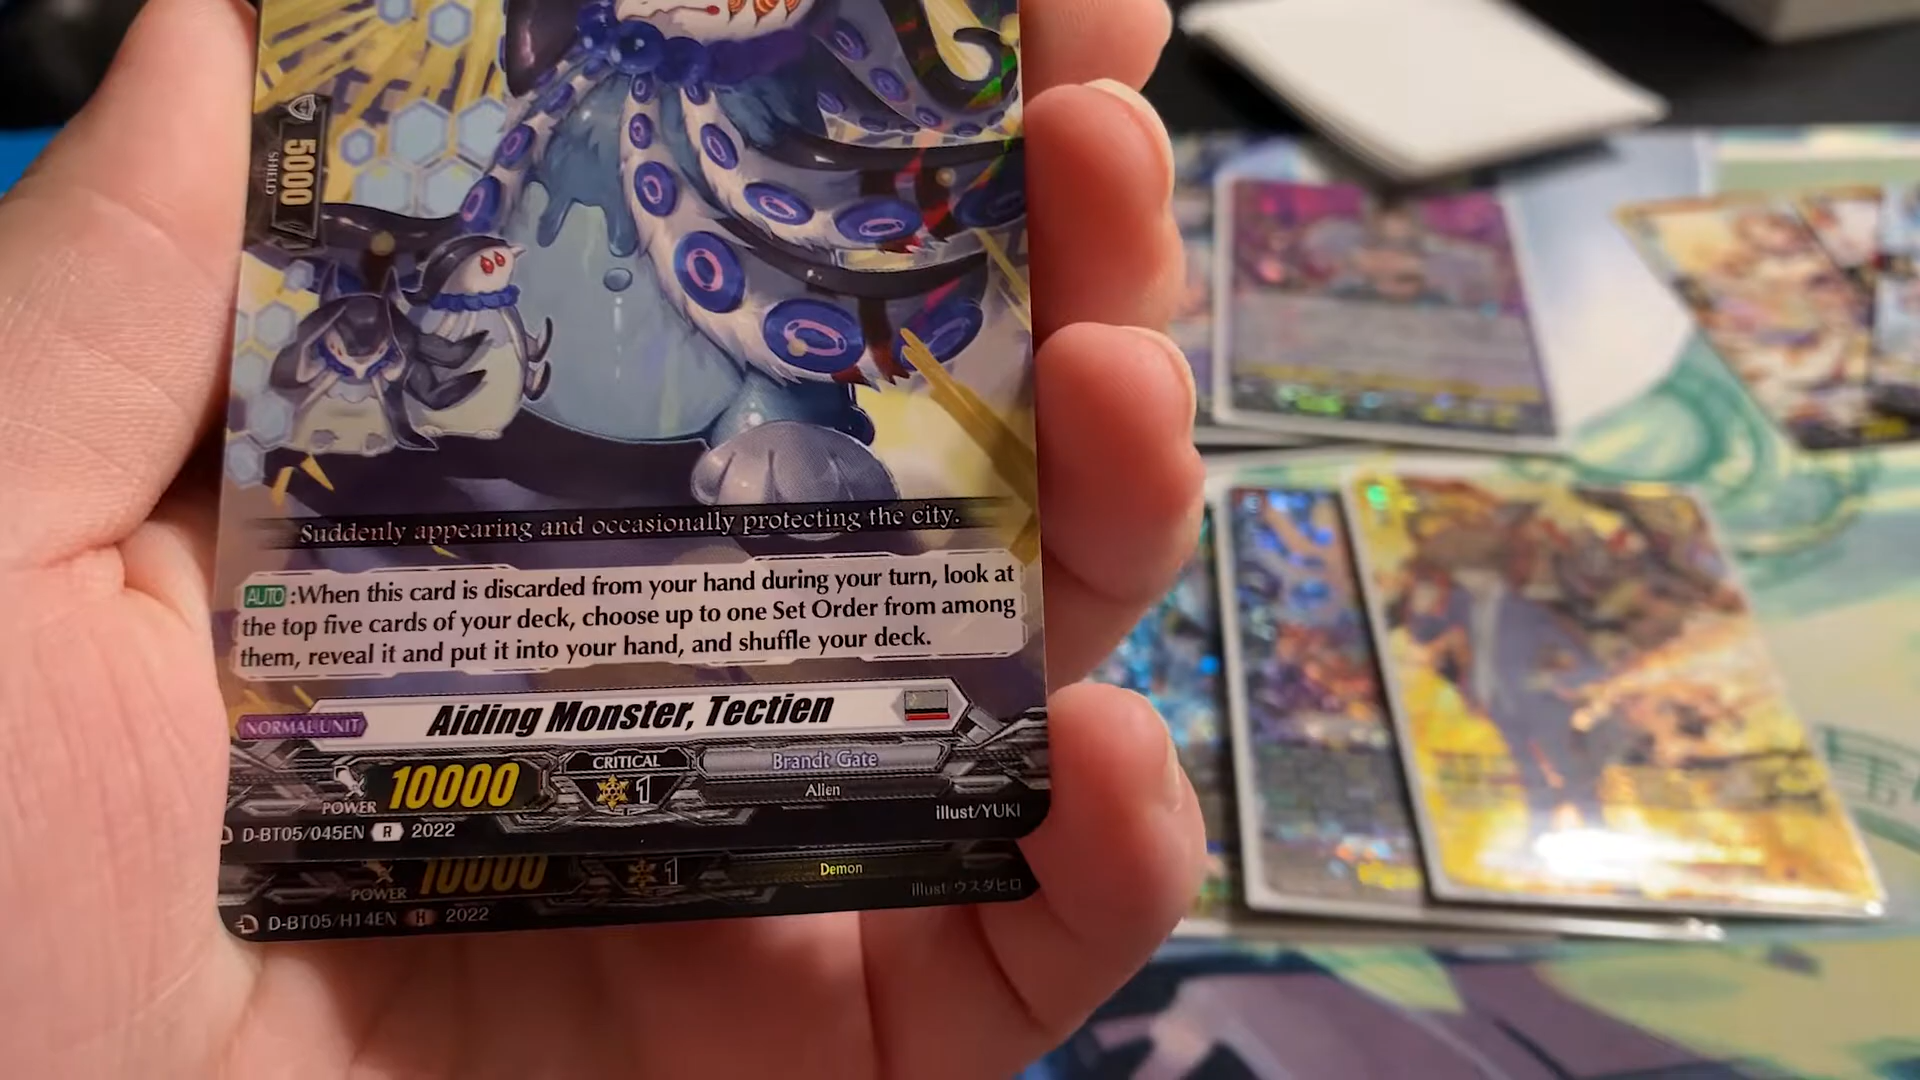 5000
SHIELD
Suddenly appearing and occasionally protecting the city.
AUTO:When this card is discarded from your hand during your turn, look at
the top five cards of your deck, choose up to one Set Order from among
them, reveal it and put it into your hand, and shuffle your deck.
NORMAL UNIT
Aiding Monster, Tectien
POWER 10000
CRITICAL
1
Brandt Gate
Alien
illust/YUKI
D-BT05/045EN R 2022
POWER 10000
1
Demon
illust/ウスダヒロ
D-BT05/H14EN H 2022